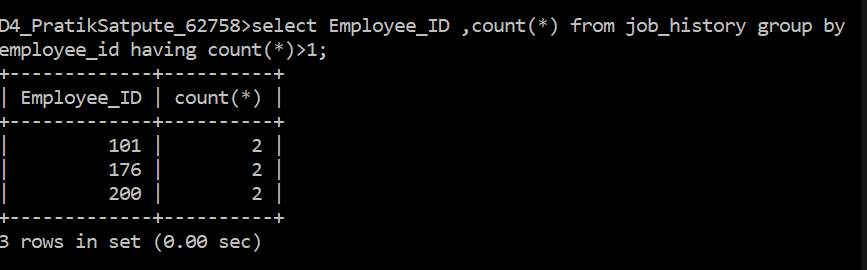 D4_PratikSatpute_62758>select Employee_ID ,count(*) from job_history group by
employee_id having count(*)>1;
+-------------+----------+
| Employee_ID | count(*) |
+-------------+----------+
|         101 |        2 |
|         176 |        2 |
|         200 |        2 |
+-------------+----------+
3 rows in set (0.00 sec)